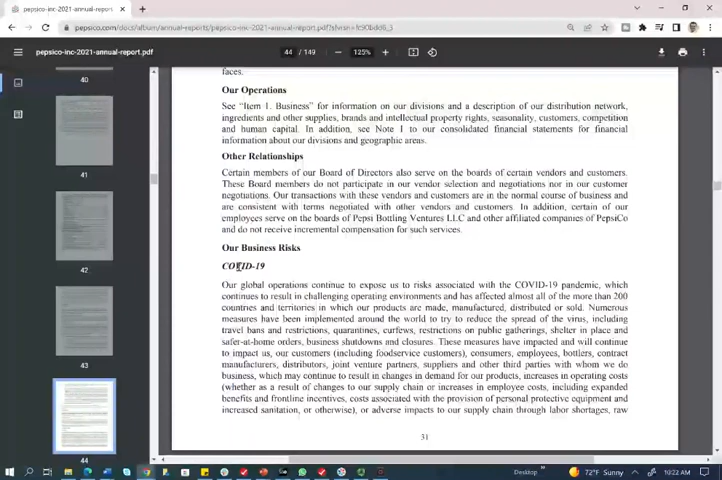 pepsico-inc-2021-annual-report
pepsico.com/docs/album/annual-reports/pepsico-inc-2021-annual-report.pdf?sfvrsn=fc90bdd8_3
pepsico-inc-2021-annual-report.pdf
44 / 149
125%
40
41
42
43
44
faces.
Our Operations
See “Item 1. Business” for information on our divisions and a description of our distribution network,
ingredients and other supplies, brands and intellectual property rights, seasonality, customers, competition
and human capital. In addition, see Note 1 to our consolidated financial statements for financial
information about our divisions and geographic areas.
Other Relationships
Certain members of our Board of Directors also serve on the boards of certain vendors and customers.
These Board members do not participate in our vendor selection and negotiations nor in our customer
negotiations. Our transactions with these vendors and customers are in the normal course of business and
are consistent with terms negotiated with other vendors and customers. In addition, certain of our
employees serve on the boards of Pepsi Bottling Ventures LLC and other affiliated companies of PepsiCo
and do not receive incremental compensation for such services.
Our Business Risks
COVID-19
Our global operations continue to expose us to risks associated with the COVID-19 pandemic, which
continues to result in challenging operating environments and has affected almost all of the more than 200
countries and territories in which our products are made, manufactured, distributed or sold. Numerous
measures have been implemented around the world to try to reduce the spread of the virus, including
travel bans and restrictions, quarantines, curfews, restrictions on public gatherings, shelter in place and
safer-at-home orders, business shutdowns and closures. These measures have impacted and will continue
to impact us, our customers (including foodservice customers), consumers, employees, bottlers, contract
manufacturers, distributors, joint venture partners, suppliers and other third parties with whom we do
business, which may continue to result in changes in demand for our products, increases in operating costs
(whether as a result of changes to our supply chain or increases in employee costs, including expanded
benefits and frontline incentives, costs associated with the provision of personal protective equipment and
increased sanitation, or otherwise), or adverse impacts to our supply chain through labor shortages, raw
31
Desktop
72°F Sunny
10:22 AM